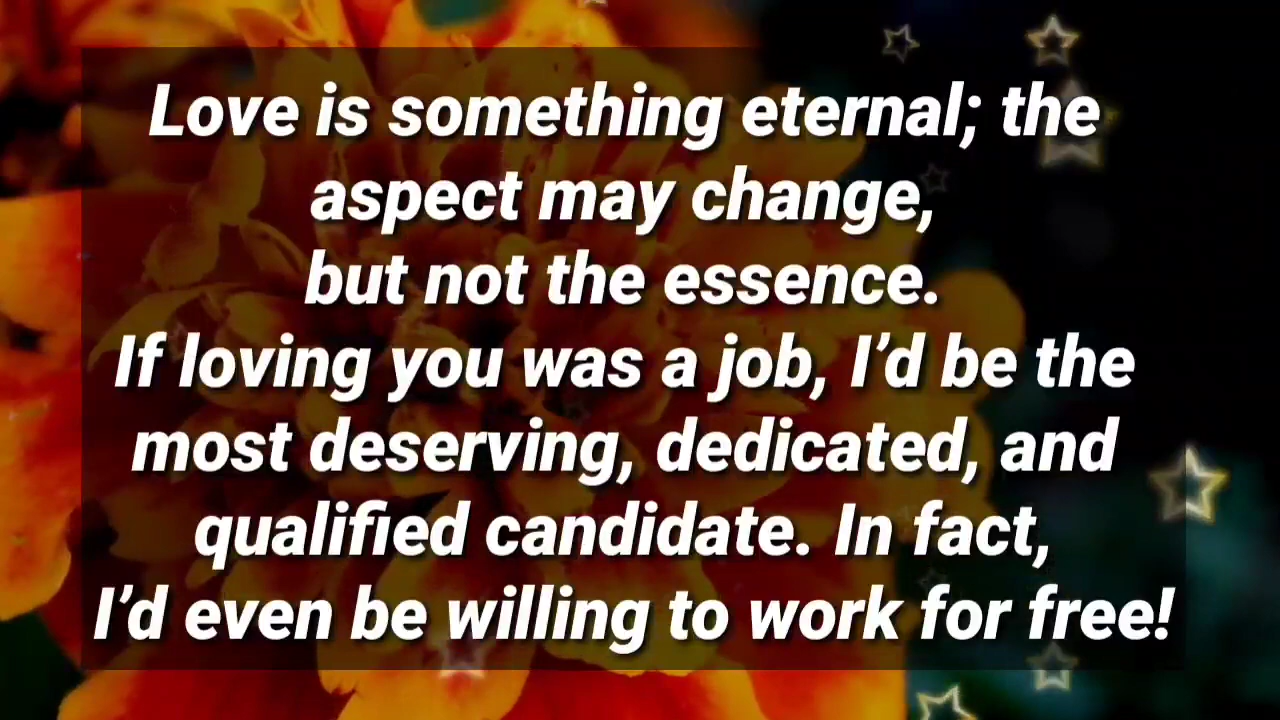 Love is something eternal; the
aspect may change,
but not the essence.
If loving you was a job, I’d be the
most deserving, dedicated, and
qualified candidate. In fact,
I’d even be willing to work for free!